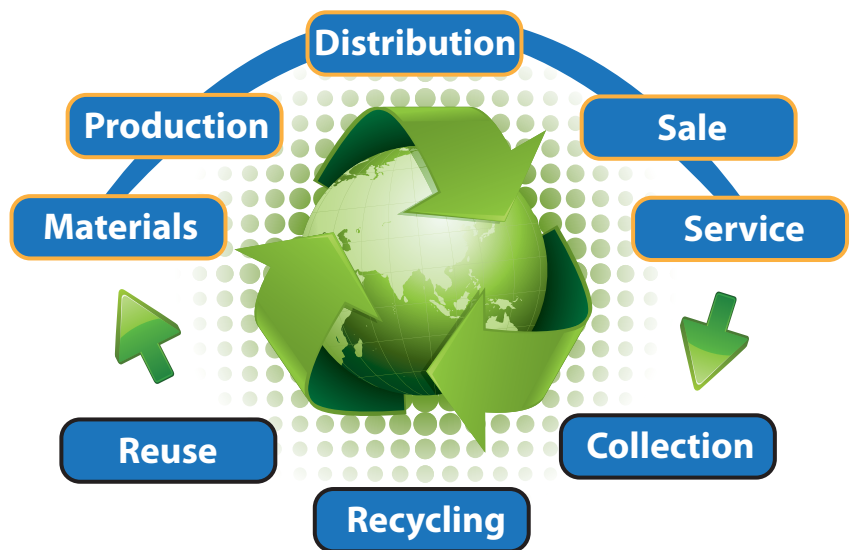 Distribution
Production
Sale
Materials
Service
Reuse
Collection
Recycling